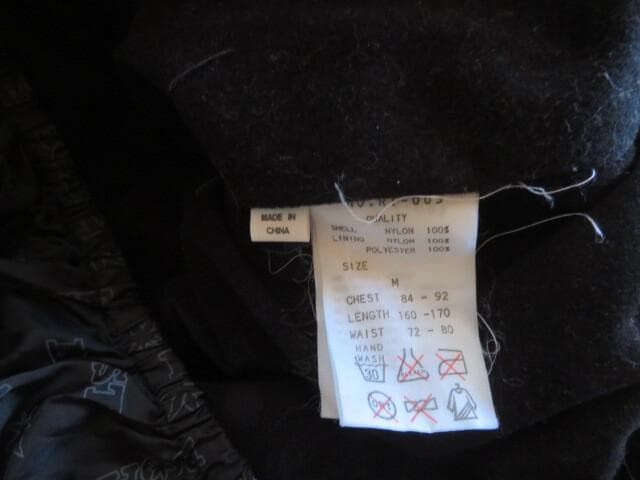 MADE IN
CHINA
QUALITY
SHELL NYLON 100%
LINING NYLON 100%
POLYESTER 100%
SIZE
M
CHEST 84 - 92
LENGTH 160 -170
WAIST 72 - 80
HAND
WASH
30